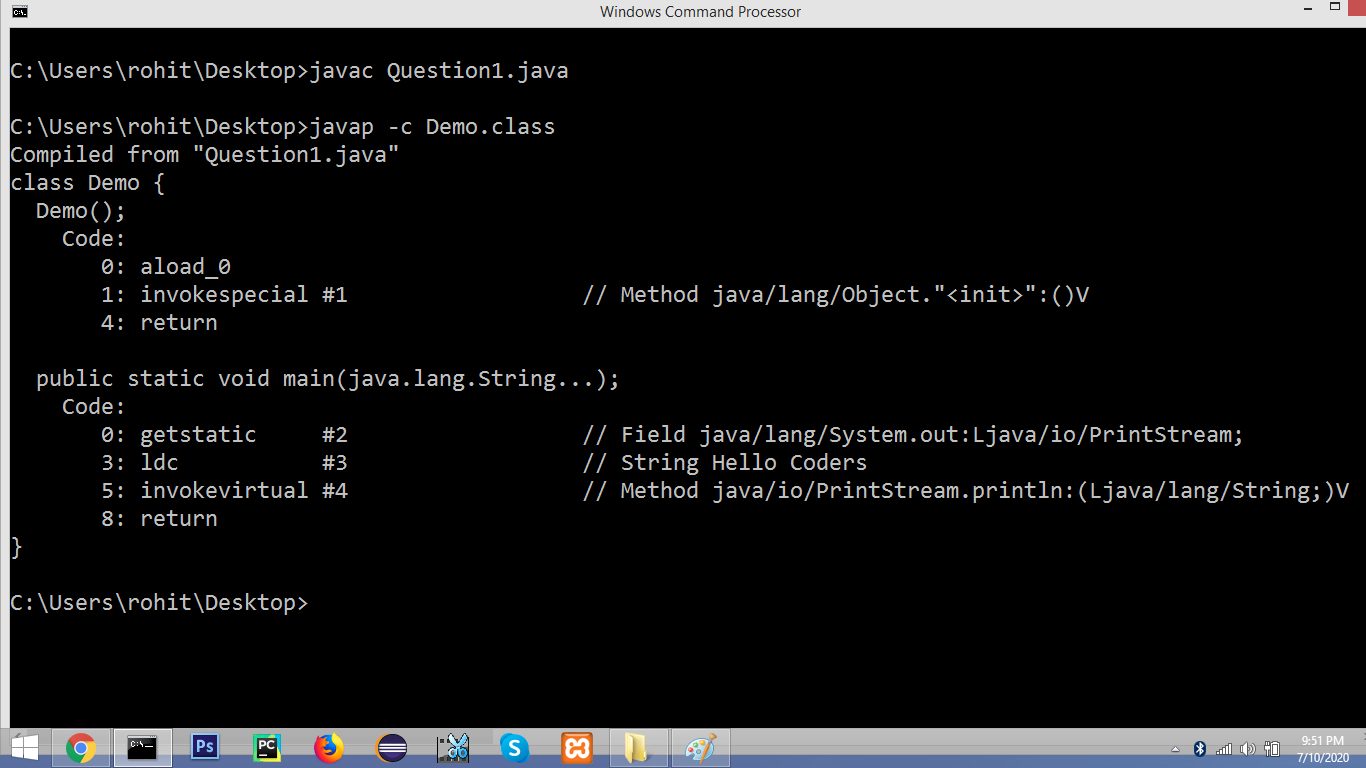 Windows Command Processor
C:\Users\rohit\Desktop>javac Question1.java
C:\Users\rohit\Desktop>javap -c Demo.class
Compiled from "Question1.java"
class Demo {
  Demo();
    Code:
       0: aload_0
       1: invokespecial #1                  // Method java/lang/Object."<init>":()V
       4: return
  public static void main(java.lang.String...);
    Code:
       0: getstatic     #2                  // Field java/lang/System.out:Ljava/io/PrintStream;
       3: ldc           #3                  // String Hello Coders
       5: invokevirtual #4                  // Method java/io/PrintStream.println:(Ljava/lang/String;)V
       8: return
}
C:\Users\rohit\Desktop>
C:\_
Ps
PC
S
9:51 PM
7/10/2020